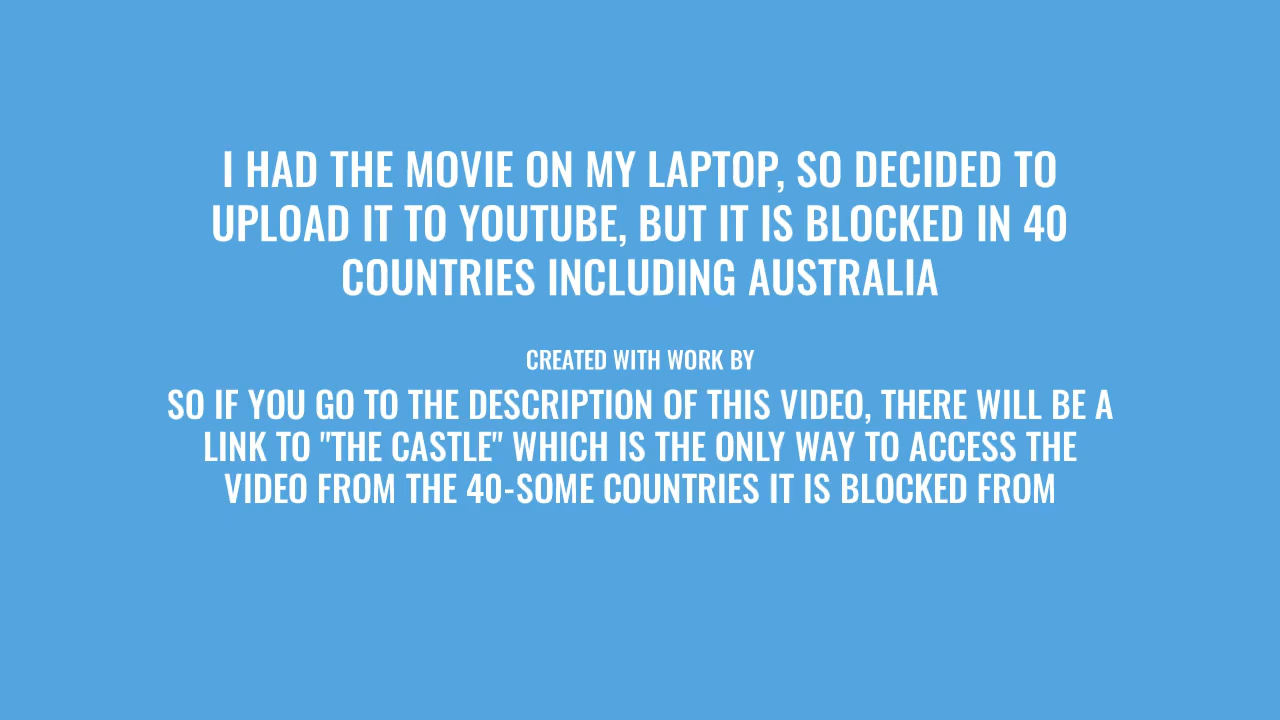 I HAD THE MOVIE ON MY LAPTOP, SO DECIDED TO
UPLOAD IT TO YOUTUBE, BUT IT IS BLOCKED IN 40
COUNTRIES INCLUDING AUSTRALIA
CREATED WITH WORK BY
SO IF YOU GO TO THE DESCRIPTION OF THIS VIDEO, THERE WILL BE A
LINK TO "THE CASTLE" WHICH IS THE ONLY WAY TO ACCESS THE
VIDEO FROM THE 40-SOME COUNTRIES IT IS BLOCKED FROM